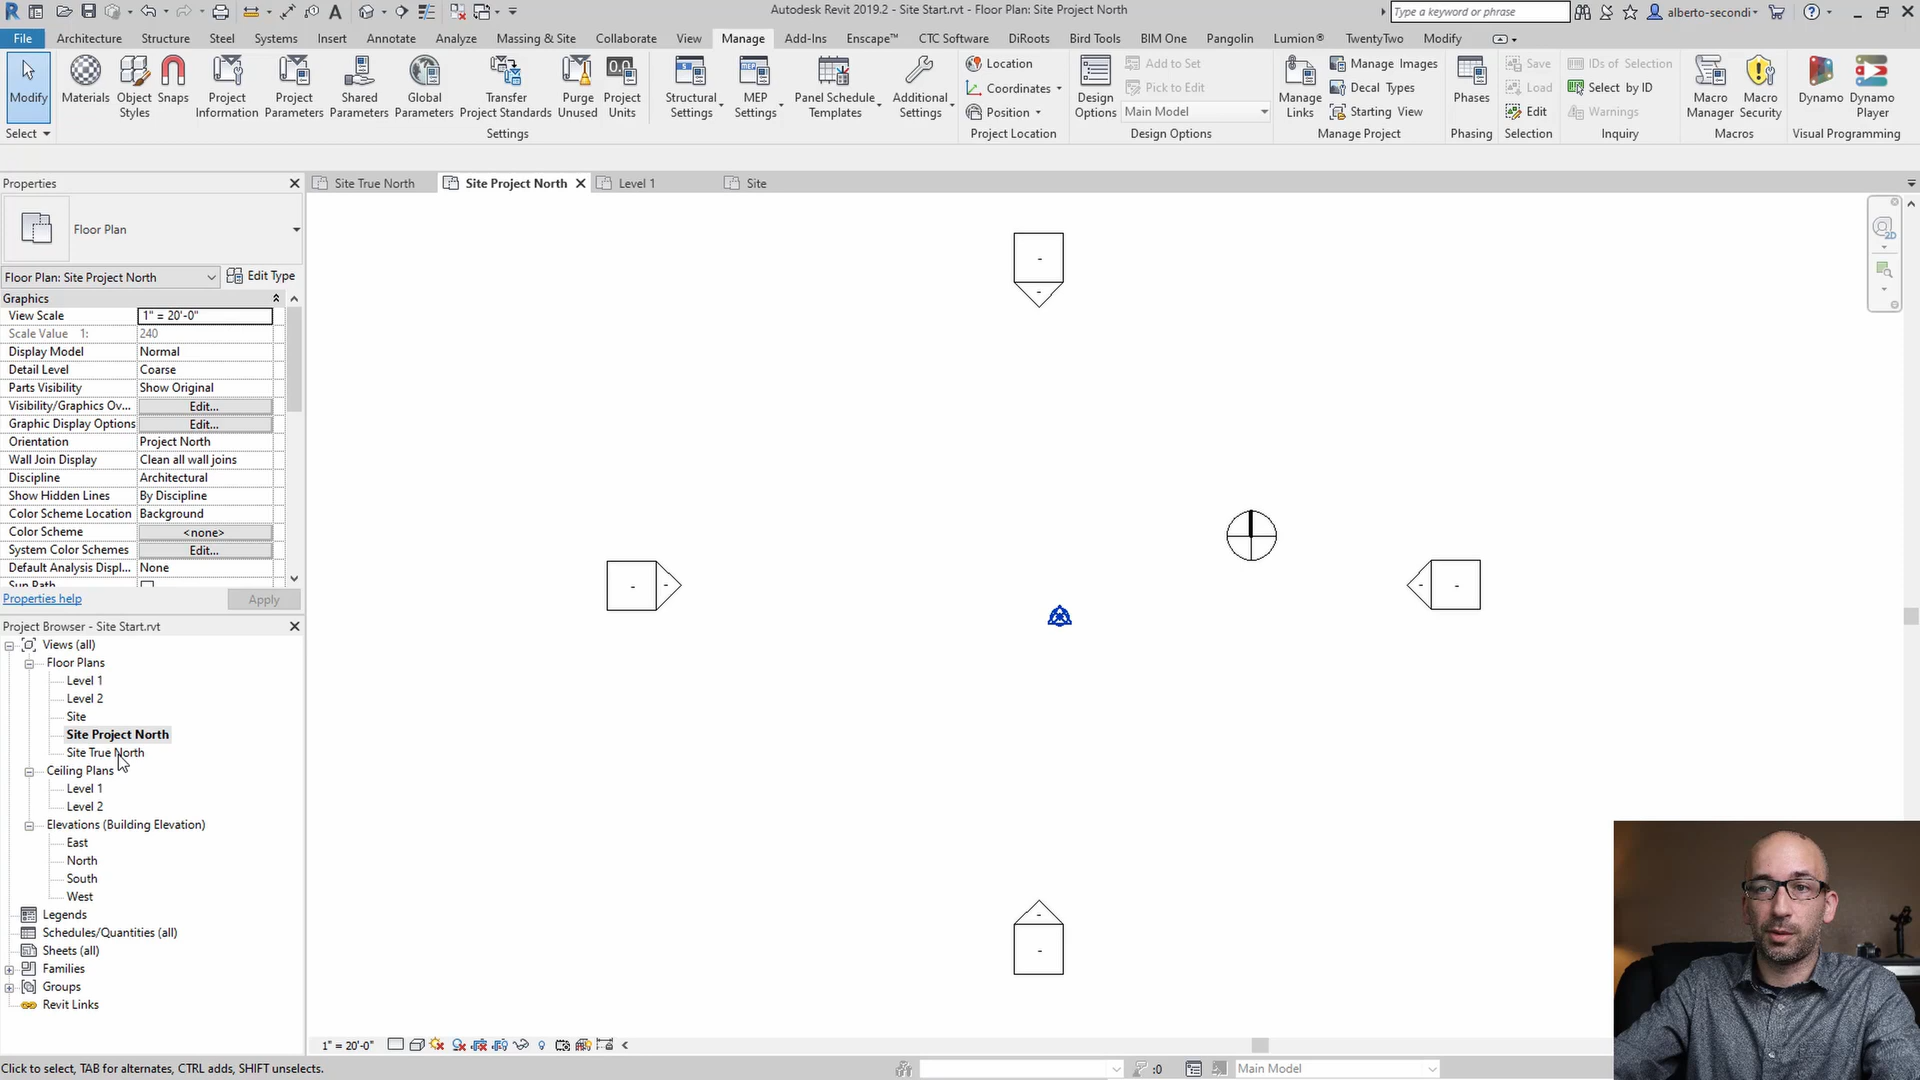 Autodesk Revit 2019.2 - Site Start.rvt - Floor Plan: Site Project North
Type a keyword or phrase
alberto-secondi
File Architecture Structure Steel Systems Insert Annotate Analyze Massing & Site Collaborate View Manage Add-Ins Enscape™ CTC Software DiRoots Bird Tools BIM One Pangolin Lumion® TwentyTwo Modify
Modify
Materials
Object Styles
Snaps
Project Information
Project Parameters
Shared Parameters
Global Parameters
Transfer Project Standards
Purge Unused
Project Units
Structural Settings
MEP Settings
Panel Schedule Templates
Additional Settings
Location
Coordinates
Position
Design Options
Add to Set
Pick to Edit
Main Model
Manage Links
Manage Images
Decal Types
Starting View
Phases
Save
Load
Edit
IDs of Selection
Select by ID
Warnings
Macro Manager
Macro Security
Dynamo
Dynamo Player
Select Settings Project Location Design Options Manage Project Phasing Selection Inquiry Macros Visual Programming
Properties
Site True North Site Project North Level 1 Site
Floor Plan
Floor Plan: Site Project North Edit Type
Graphics
View Scale 1" = 20'-0"
Scale Value 1: 240
Display Model Normal
Detail Level Coarse
Parts Visibility Show Original
Visibility/Graphics Ov... Edit...
Graphic Display Options Edit...
Orientation Project North
Wall Join Display Clean all wall joins
Discipline Architectural
Show Hidden Lines By Discipline
Color Scheme Location Background
Color Scheme <none>
System Color Schemes Edit...
Default Analysis Displ... None
Sun Path
Properties help Apply
Project Browser - Site Start.rvt
Views (all)
Floor Plans
Level 1
Level 2
Site
Site Project North
Site True North
Ceiling Plans
Level 1
Level 2
Elevations (Building Elevation)
East
North
South
West
Legends
Schedules/Quantities (all)
Sheets (all)
Families
Groups
Revit Links
2D
1" = 20'-0"
Click to select, TAB for alternates, CTRL adds, SHIFT unselects.
:0
Main Model